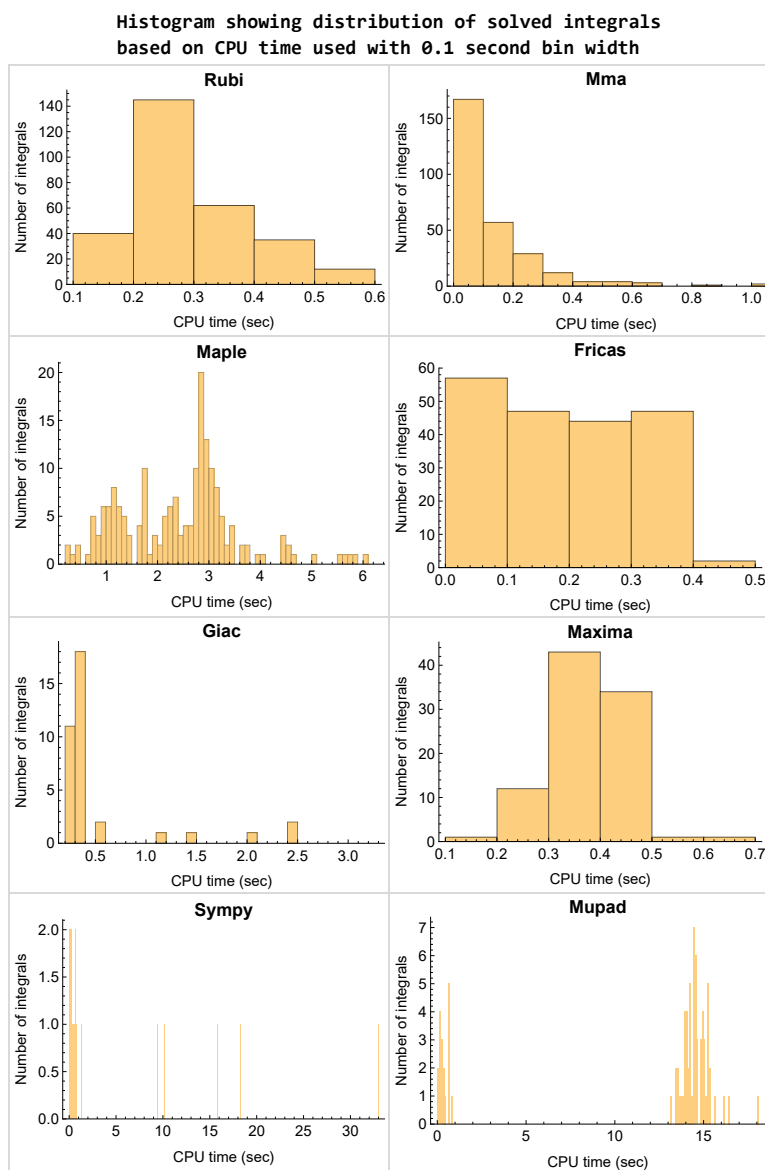 Histogram showing distribution of solved integrals
based on CPU time used with 0.1 second bin width
Rubi
Number of integrals
140
120
100
80
60
40
20
0
0.1 0.2 0.3 0.4 0.5 0.6
CPU time (sec)
Mma
Number of integrals
150
100
50
0
0.0 0.2 0.4 0.6 0.8 1.0
CPU time (sec)
Maple
Number of integrals
20
15
10
5
0
1 2 3 4 5 6
CPU time (sec)
Fricas
Number of integrals
60
50
40
30
20
10
0
0.0 0.1 0.2 0.3 0.4 0.5
CPU time (sec)
Giac
Number of integrals
15
10
5
0
0.5 1.0 1.5 2.0 2.5 3.0
CPU time (sec)
Maxima
Number of integrals
40
30
20
10
0
0.1 0.2 0.3 0.4 0.5 0.6 0.7
CPU time (sec)
Sympy
Number of integrals
2.0
1.5
1.0
0.5
0.0
0 5 10 15 20 25 30
CPU time (sec)
Mupad
Number of integrals
7
6
5
4
3
2
1
0
0 5 10 15
CPU time (sec)